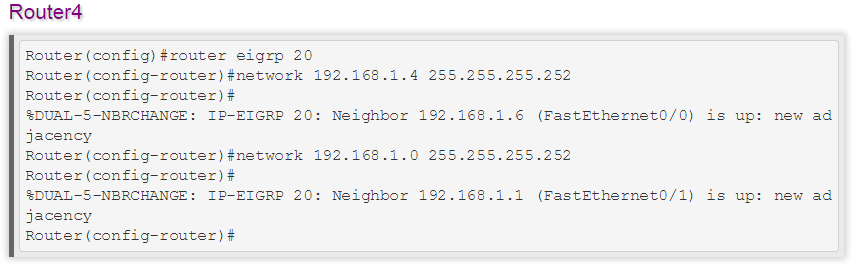 Router4
Router(config)#router eigrp 20
Router(config-router)#network 192.168.1.4 255.255.255.252
Router(config-router)#
%DUAL-5-NBRCHANGE: IP-EIGRP 20: Neighbor 192.168.1.6 (FastEthernet0/0) is up: new ad
jacency
Router(config-router)#network 192.168.1.0 255.255.255.252
Router(config-router)#
%DUAL-5-NBRCHANGE: IP-EIGRP 20: Neighbor 192.168.1.1 (FastEthernet0/1) is up: new ad
jacency
Router(config-router)#